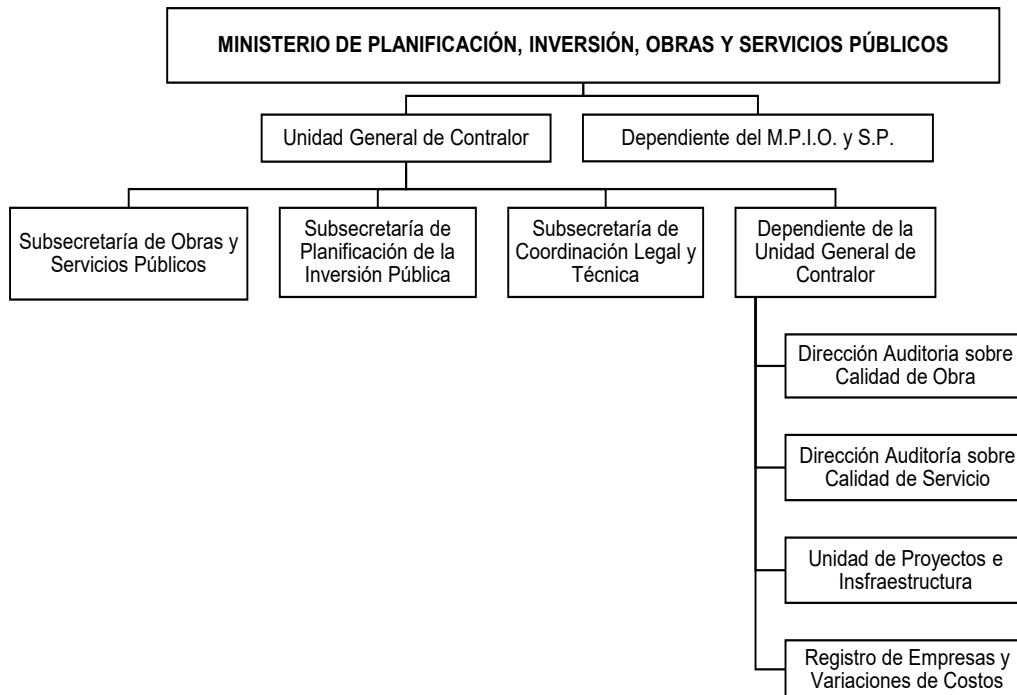 MINISTERIO DE PLANIFICACIÓN, INVERSIÓN, OBRAS Y SERVICIOS PÚBLICOS
Unidad General de Contralor
Dependiente del M.P.I.O. y S.P.
Subsecretaría de Obras y
Servicios Públicos
Subsecretaría de
Planificación de la
Inversión Pública
Subsecretaría de
Coordinación Legal y
Técnica
Dependiente de la
Unidad General de
Contralor
Dirección Auditoria sobre
Calidad de Obra
Dirección Auditoría sobre
Calidad de Servicio
Unidad de Proyectos e
Insfraestructura
Registro de Empresas y
Variaciones de Costos